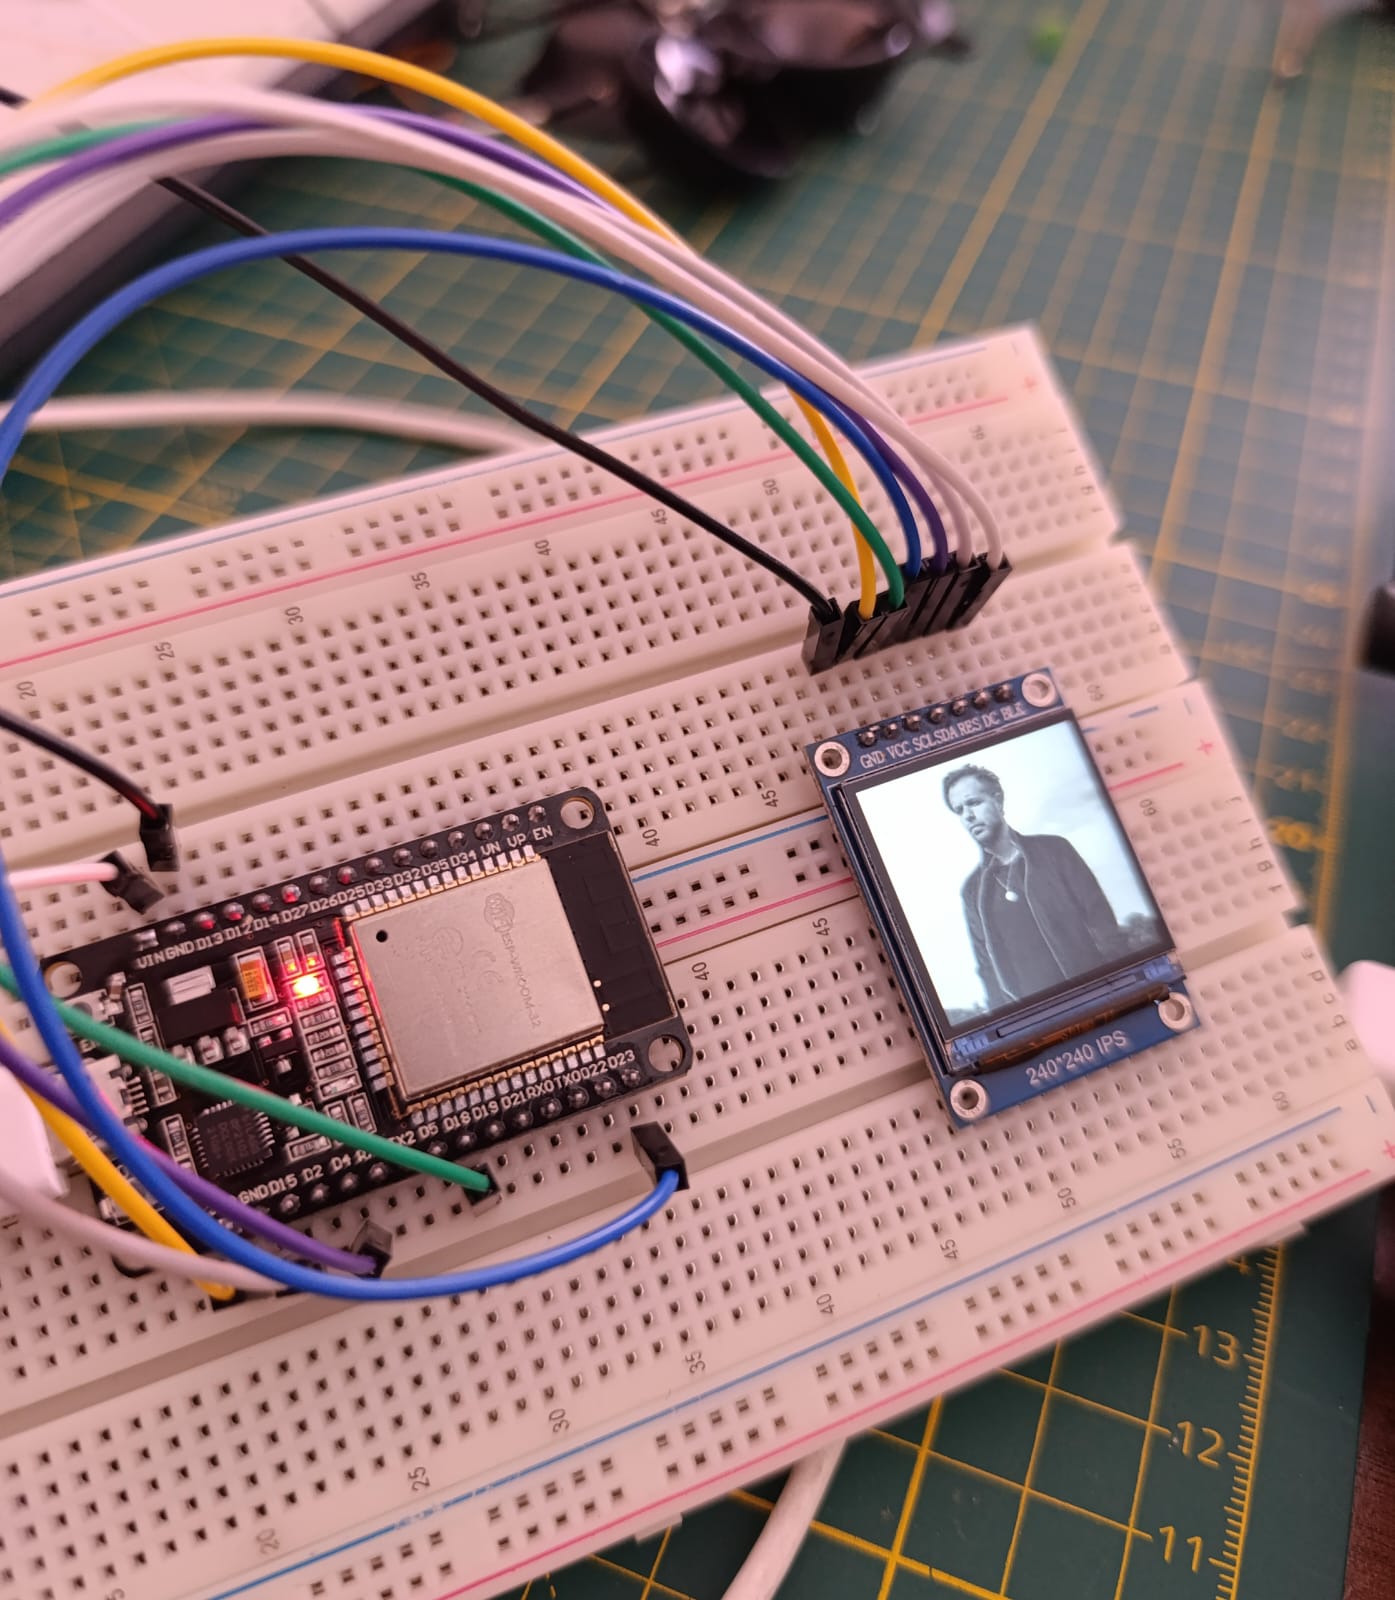 GND VCC SCL SDA RES DC BLK
240*240 IPS
VIN GND D13 D12 D14 D27 D26 D25 D33 D32 D35 D34 VN VP EN
WiFi ESP-WROOM-32
CE
GND D15 D2 D4 TX2 D5 D18 D19 D21 RX0 TX0 D22 D23
20 25 30 35 40 45 50
40 45 60
40 45 60
20 25 30 35 40 45 50 55 60
13
12
11